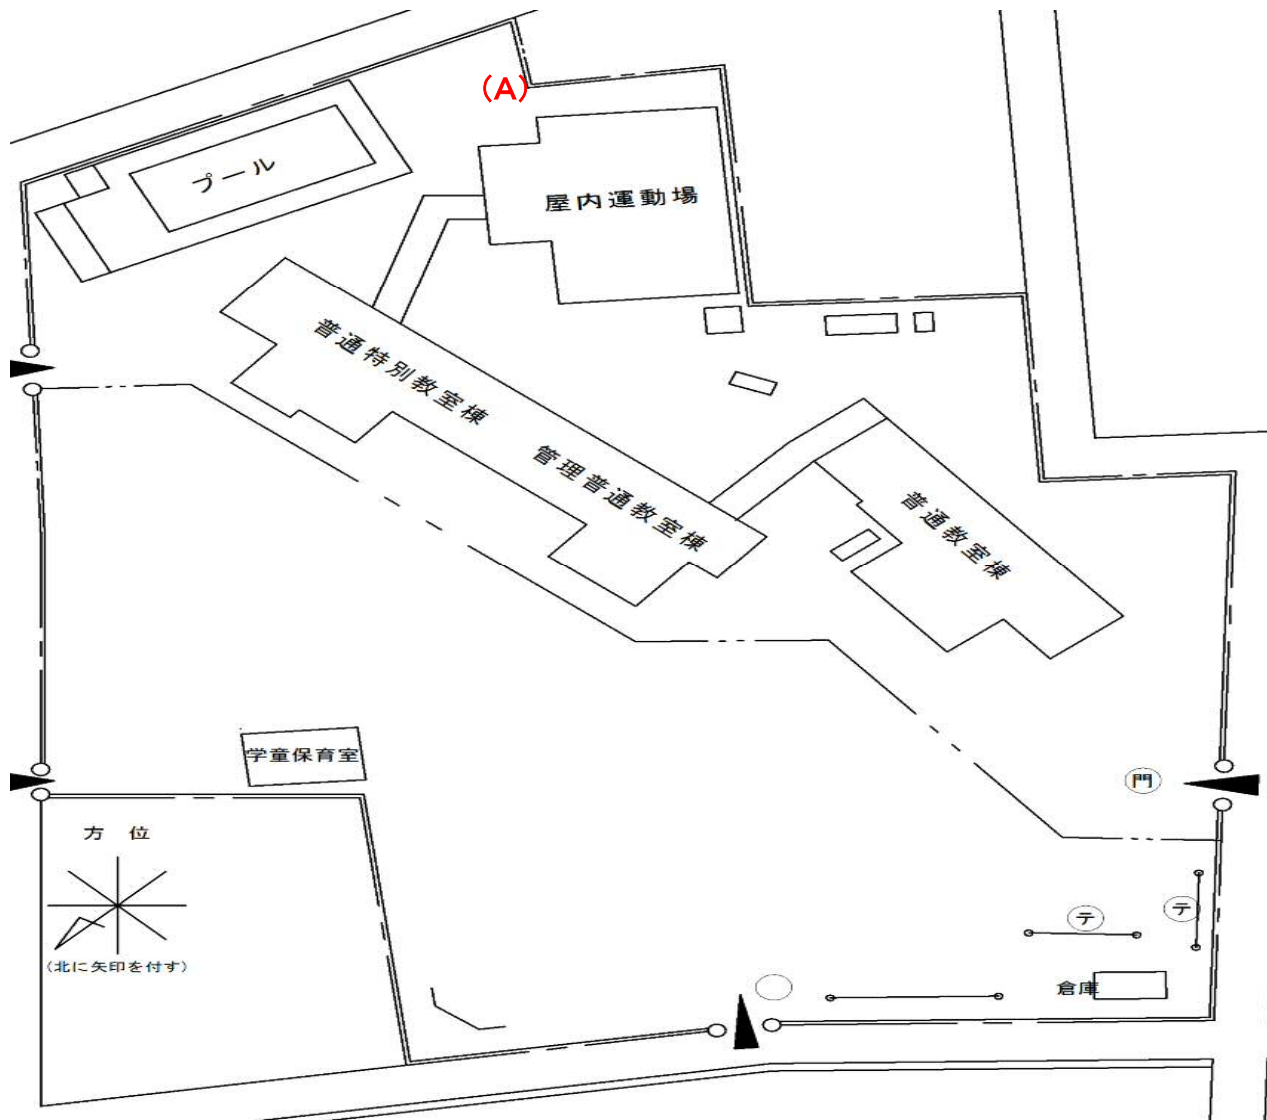 (A)
プール
屋内運動場
普通特別教室棟
管理普通教室棟
普通教室棟
学童保育室
門
方 位
(北に矢印を付す)
テ
テ
倉庫